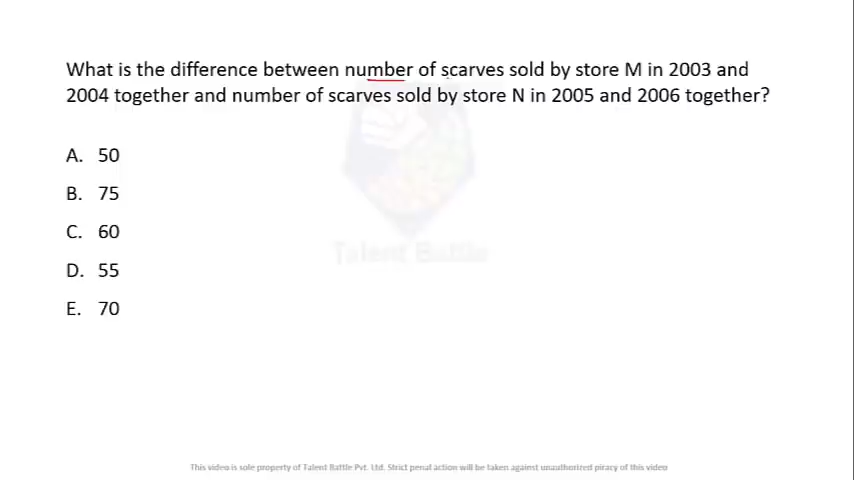 What is the difference between number of scarves sold by store M in 2003 and
2004 together and number of scarves sold by store N in 2005 and 2006 together?
A. 50
B. 75
C. 60
D. 55
E. 70
Talent Battle
This video is sole property of Talent Battle Pvt. Ltd. Strict penal action will be taken against unauthorized piracy of this video